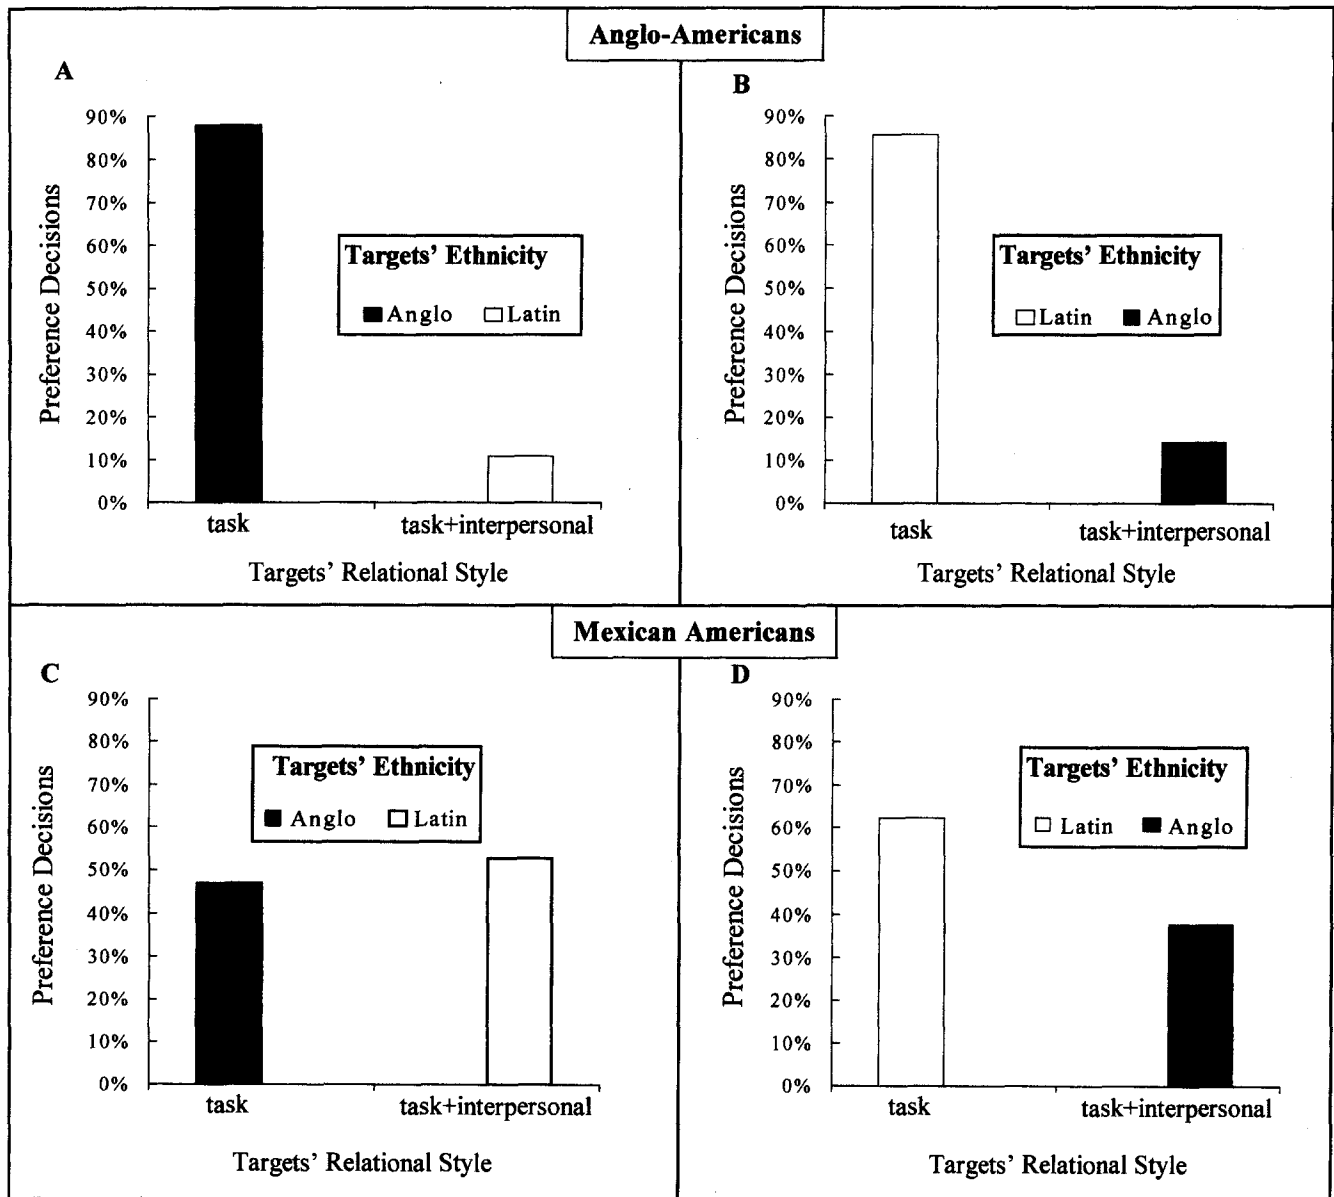 Anglo-Americans
A
90%
80%
70%
60%
50%
40%
30%
20%
10%
0%
Preference Decisions
Targets' Ethnicity
Anglo Latin
task task+interpersonal
Targets' Relational Style
B
90%
80%
70%
60%
50%
40%
30%
20%
10%
0%
Preference Decisions
Targets' Ethnicity
Latin Anglo
task task+interpersonal
Targets' Relational Style
Mexican Americans
C
90%
80%
70%
60%
50%
40%
30%
20%
10%
0%
Preference Decisions
Targets' Ethnicity
Anglo Latin
task task+interpersonal
Targets' Relational Style
D
90%
80%
70%
60%
50%
40%
30%
20%
10%
0%
Preference Decisions
Targets' Ethnicity
Latin Anglo
task task+interpersonal
Targets' Relational Style